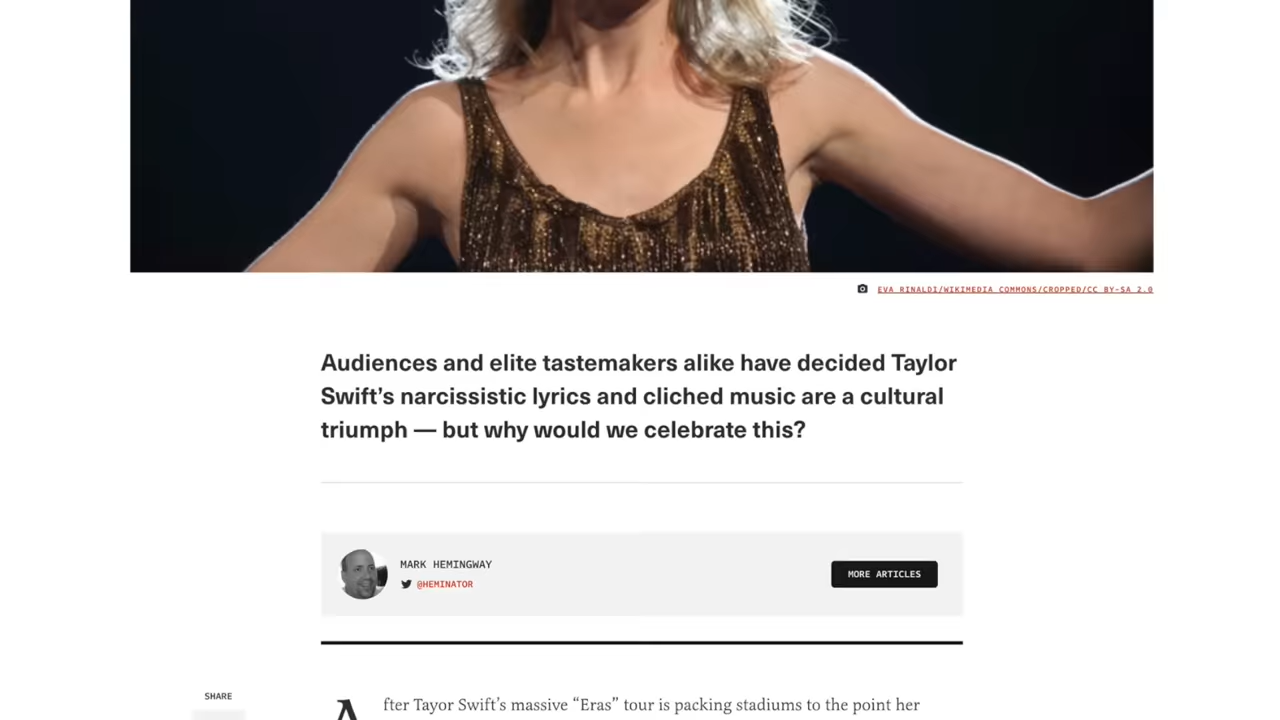 EVA RINALDI/WIKIMEDIA COMMONS/CROPPED/CC BY-SA 2.0
Audiences and elite tastemakers alike have decided Taylor
Swift’s narcissistic lyrics and cliched music are a cultural
triumph — but why would we celebrate this?
MARK HEMINGWAY
@HEMINATOR
MORE ARTICLES
SHARE
After Tayor Swift’s massive “Eras” tour is packing stadiums to the point her